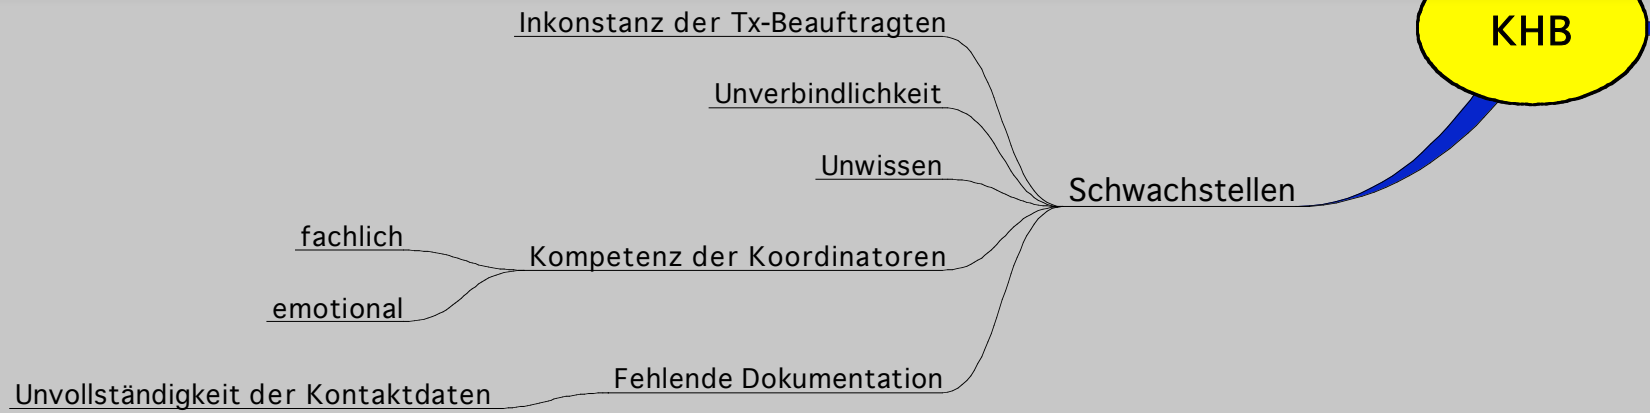 KHB
Schwachstellen
Inkonstanz der Tx-Beauftragten
Unverbindlichkeit
Unwissen
Kompetenz der Koordinatoren
fachlich
emotional
Fehlende Dokumentation
Unvollständigkeit der Kontaktdaten